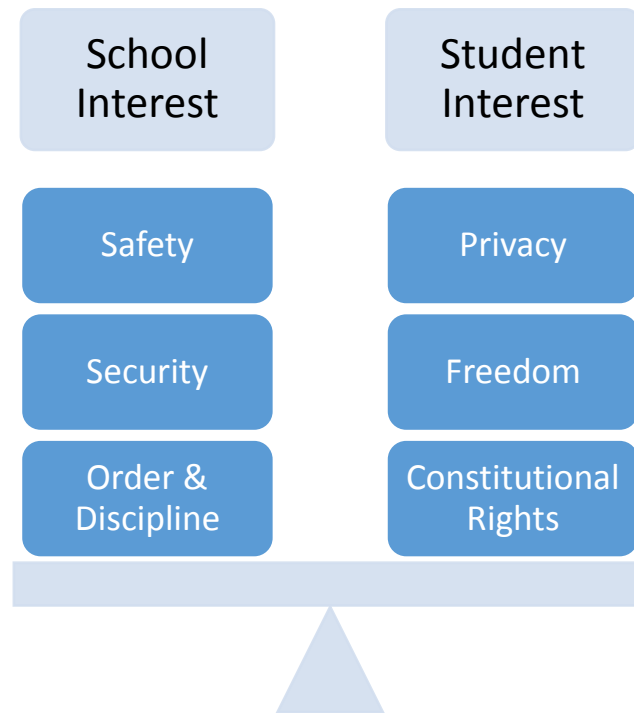 School
Interest
Student
Interest
Safety
Privacy
Security
Freedom
Order &
Discipline
Constitutional
Rights